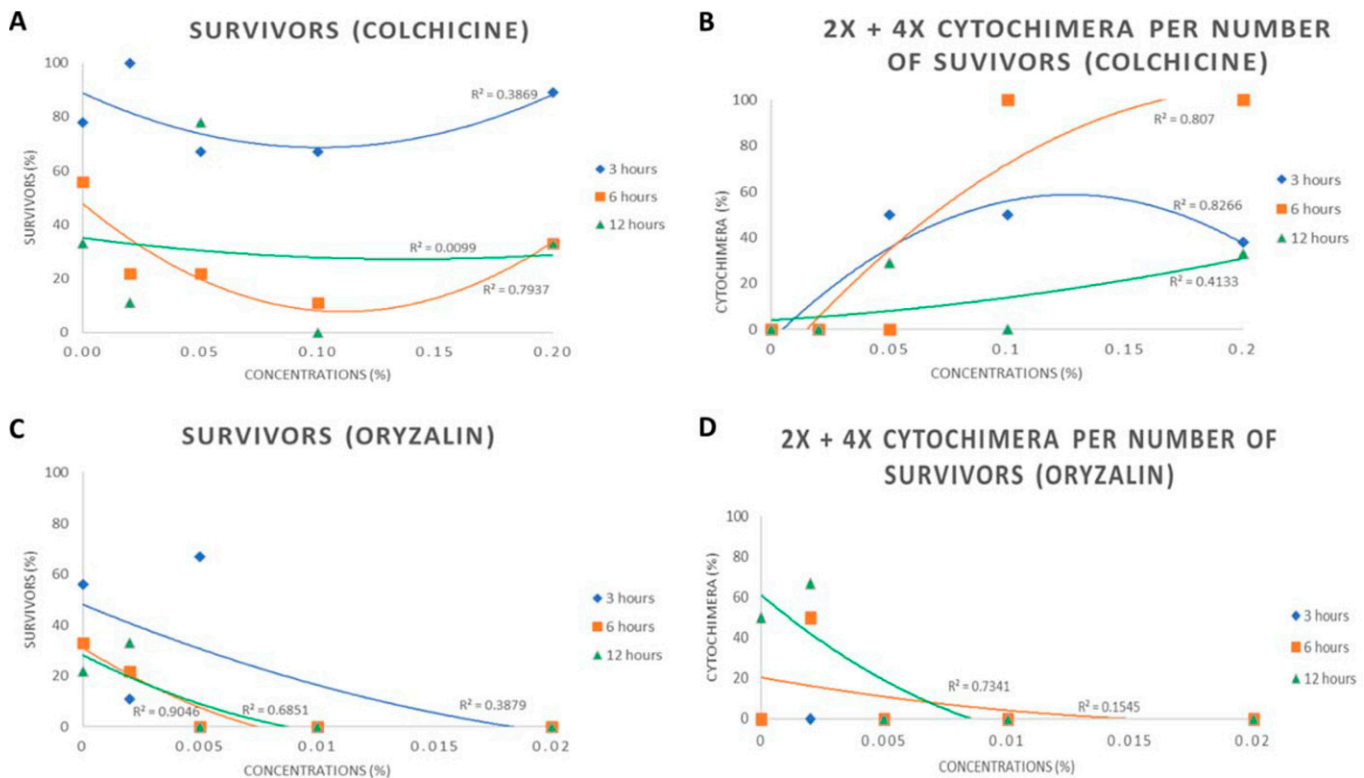 A
SURVIVORS (COLCHICINE)
100
80
60
40
20
0
SURVIVORS (%)
R² = 0.3869
R² = 0.0099
R² = 0.7937
0.00
0.05
0.10
0.15
0.20
CONCENTRATIONS (%)
3 hours
6 hours
12 hours
B
2X + 4X CYTOCHIMERA PER NUMBER
OF SUVIVORS (COLCHICINE)
100
80
60
40
20
0
CYTOCHIMERA (%)
R² = 0.807
R² = 0.8266
R² = 0.4133
0
0.05
0.1
0.15
0.2
CONCENTRATIONS (%)
3 hours
6 hours
12 hours
C
SURVIVORS (ORYZALIN)
100
80
60
40
20
0
SURVIVORS (%)
R² = 0.9046
R² = 0.6851
R² = 0.3879
0
0.005
0.01
0.015
0.02
CONCENTRATIONS (%)
3 hours
6 hours
12 hours
D
2X + 4X CYTOCHIMERA PER NUMBER OF
SURVIVORS (ORYZALIN)
100
80
60
40
20
0
CYTOCHIMERA (%)
R² = 0.7341
R² = 0.1545
0
0.005
0.01
0.015
0.02
CONCENTRATIONS (%)
3 hours
6 hours
12 hours